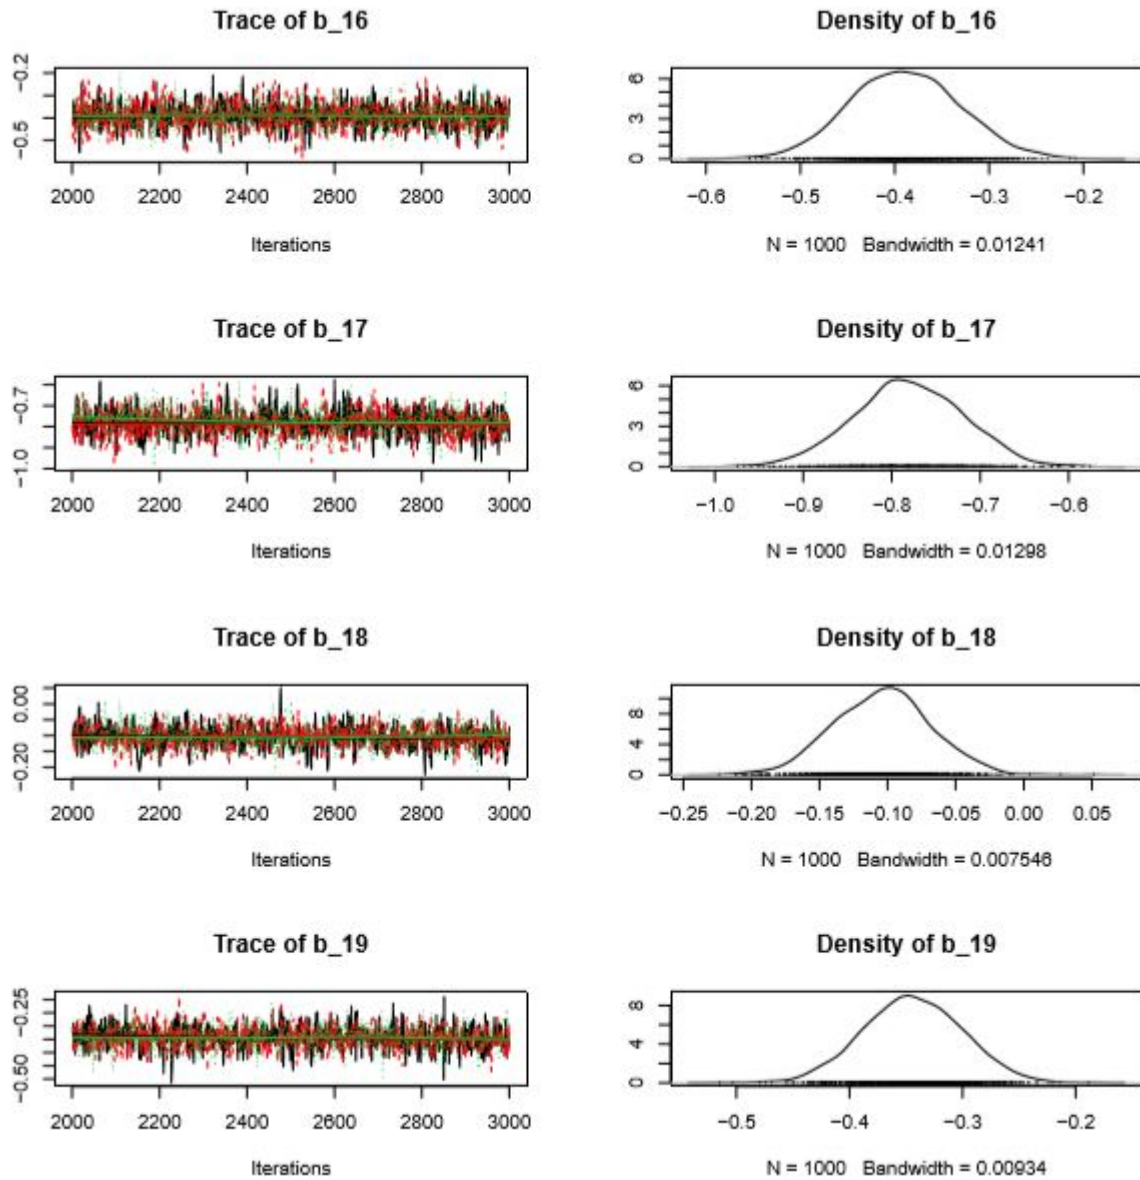 Trace of b_16
Density of b_16
−0.2
−0.5
2000 2200 2400 2600 2800 3000
Iterations
6
3
0
−0.6 −0.5 −0.4 −0.3 −0.2
N = 1000 Bandwidth = 0.01241
Trace of b_17
Density of b_17
−0.7
−1.0
2000 2200 2400 2600 2800 3000
Iterations
6
3
0
−1.0 −0.9 −0.8 −0.7 −0.6
N = 1000 Bandwidth = 0.01298
Trace of b_18
Density of b_18
0.00
−0.20
2000 2200 2400 2600 2800 3000
Iterations
8
4
0
−0.25 −0.20 −0.15 −0.10 −0.05 0.00 0.05
N = 1000 Bandwidth = 0.007546
Trace of b_19
Density of b_19
−0.25
−0.50
2000 2200 2400 2600 2800 3000
Iterations
8
4
0
−0.5 −0.4 −0.3 −0.2
N = 1000 Bandwidth = 0.00934